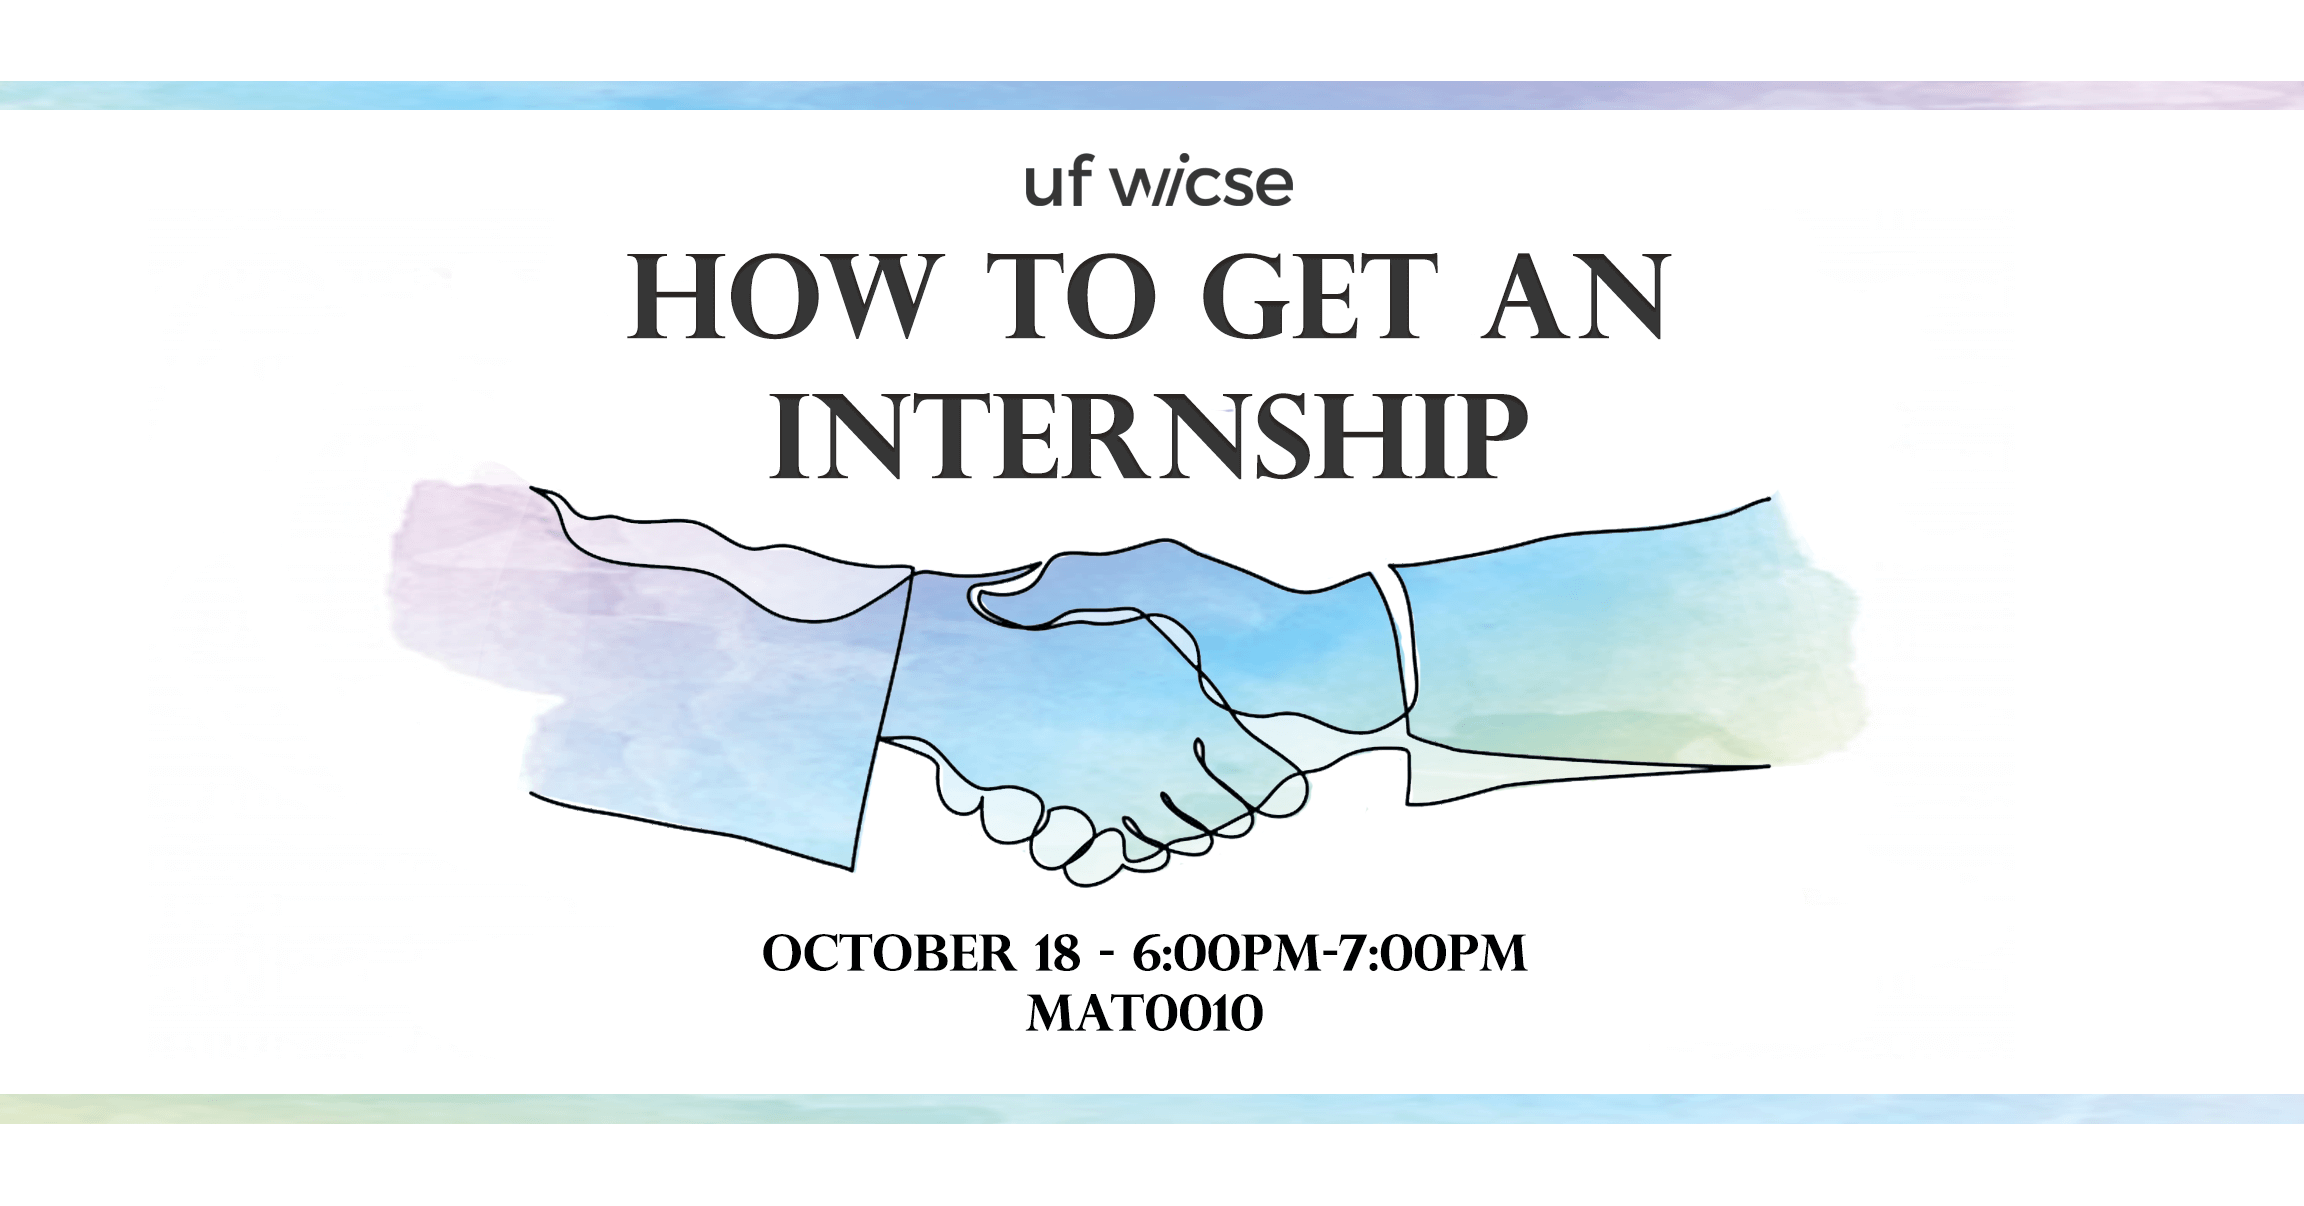 uf wicse
HOW TO GET AN
INTERNSHIP
OCTOBER 18 - 6:00PM-7:00PM
MAT0010